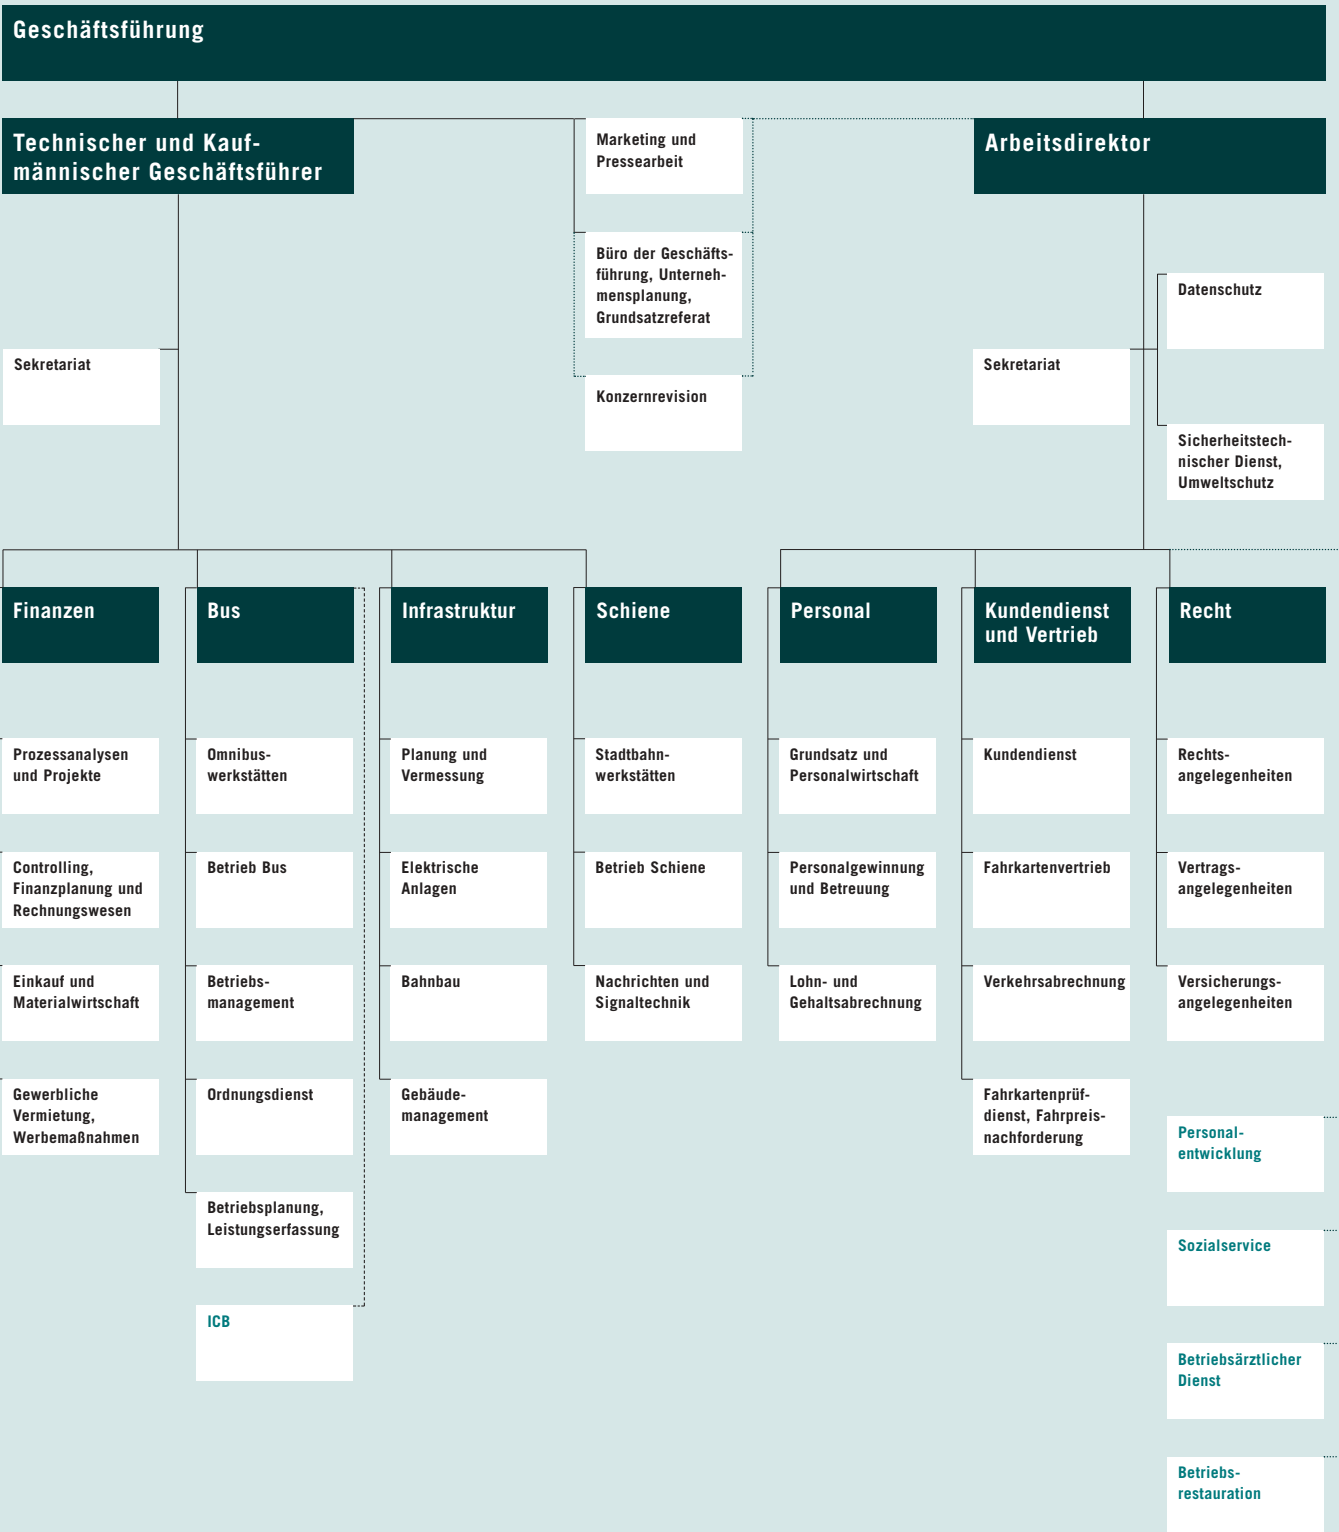 Geschäftsführung
Technischer und Kauf-
männischer Geschäftsführer
Marketing und
Pressearbeit
Arbeitsdirektor
Büro der Geschäfts-
führung, Unterneh-
mensplanung,
Grundsatzreferat
Datenschutz
Sekretariat
Konzernrevision
Sekretariat
Sicherheitstech-
nischer Dienst,
Umweltschutz
Finanzen
Prozessanalysen
und Projekte
Controlling,
Finanzplanung und
Rechnungswesen
Einkauf und
Materialwirtschaft
Gewerbliche
Vermietung,
Werbemaßnahmen
Bus
Omnibus-
werkstätten
Betrieb Bus
Betriebs-
management
Ordnungsdienst
Betriebsplanung,
Leistungserfassung
ICB
Infrastruktur
Planung und
Vermessung
Elektrische
Anlagen
Bahnbau
Gebäude-
management
Schiene
Stadtbahn-
werkstätten
Betrieb Schiene
Nachrichten und
Signaltechnik
Personal
Grundsatz und
Personalwirtschaft
Personalgewinnung
und Betreuung
Lohn- und
Gehaltsabrechnung
Kundendienst
und Vertrieb
Kundendienst
Fahrkartenvertrieb
Verkehrsabrechnung
Fahrkartenprüf-
dienst, Fahrpreis-
nachforderung
Recht
Rechts-
angelegenheiten
Vertrags-
angelegenheiten
Versicherungs-
angelegenheiten
Personal-
entwicklung
Sozialservice
Betriebsärztlicher
Dienst
Betriebs-
restauration